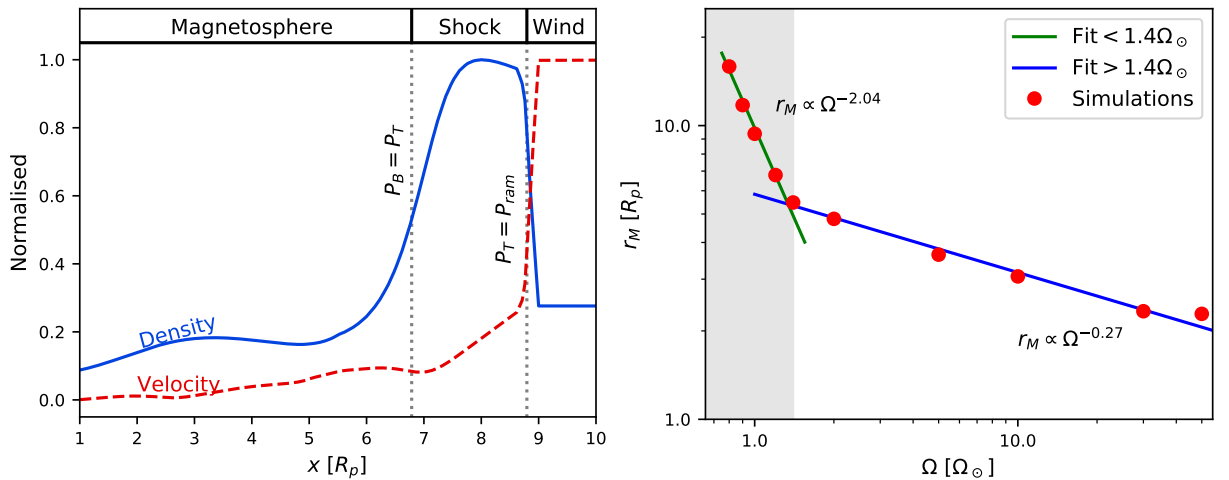 Magnetosphere Shock Wind
1.0
0.8
0.6
0.4
0.2
0.0
Normalised
P_B = P_T
P_T = P_ram
Density
Velocity
1 2 3 4 5 6 7 8 9 10
x [R_p]
Fit < 1.4Ω_⊙
Fit > 1.4Ω_⊙
Simulations
r_M ∝ Ω^−2.04
r_M ∝ Ω^−0.27
10.0
1.0
r_M [R_p]
1.0 10.0
Ω [Ω_⊙]